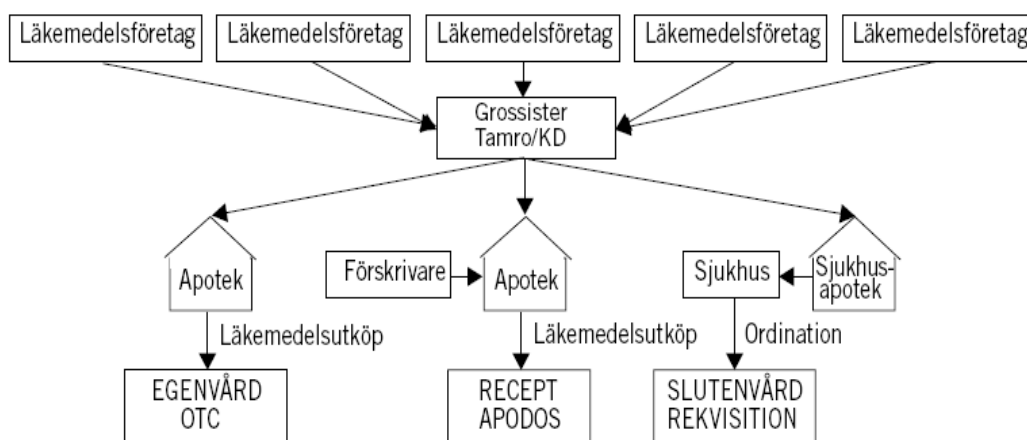 Läkemedelsföretag
Läkemedelsföretag
Läkemedelsföretag
Läkemedelsföretag
Läkemedelsföretag
Grossister
Tamro/KD
Apotek
Förskrivare
Apotek
Sjukhus
Sjukhus-
apotek
Läkemedelsutköp
Läkemedelsutköp
Ordination
EGENVÅRD
OTC
RECEPT
APODOS
SLUTENVÅRD
REKVISITION